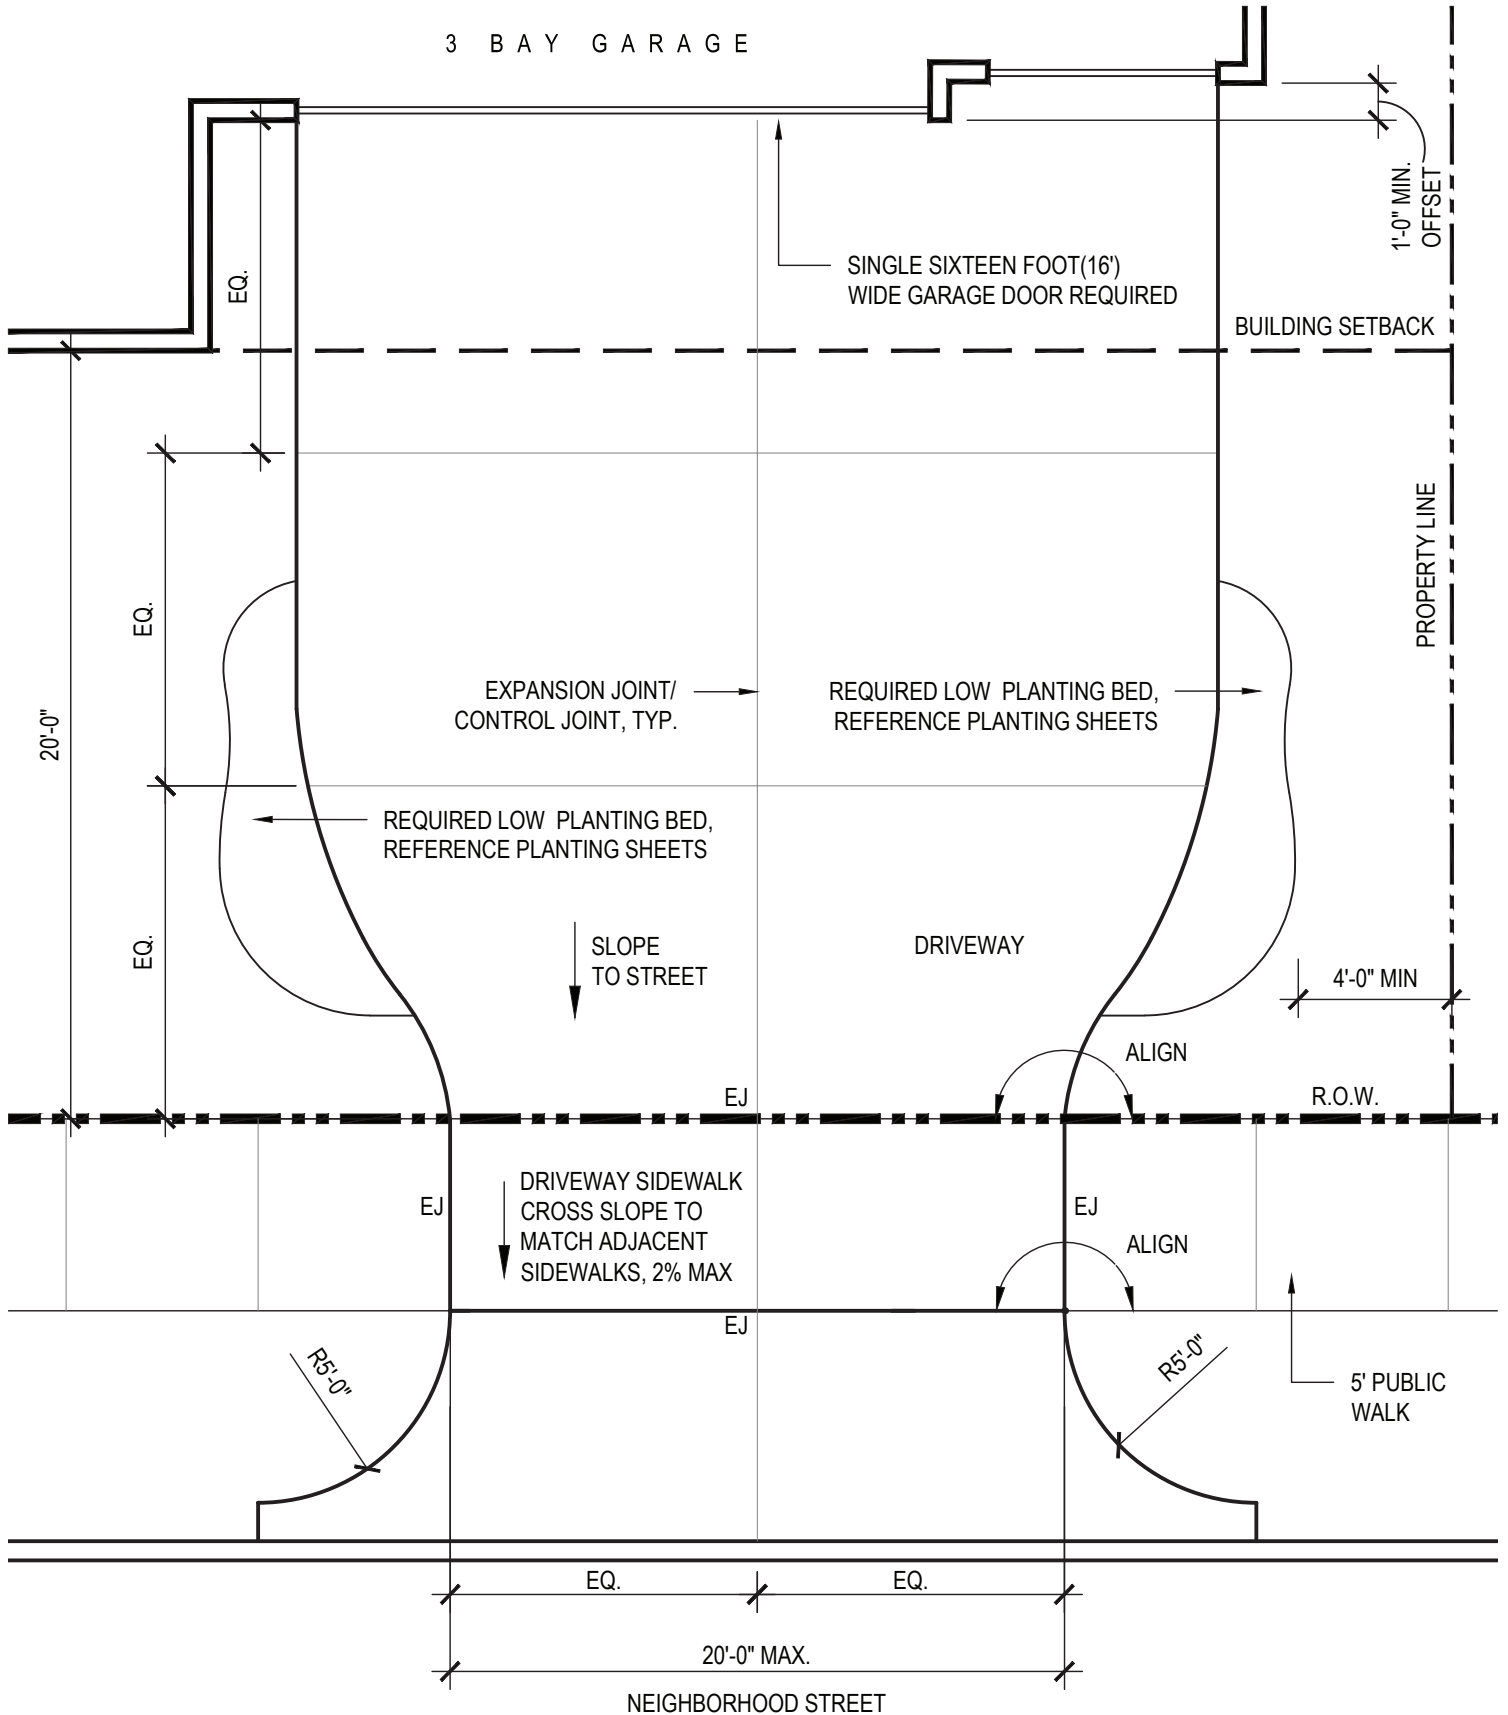 3 BAY GARAGE
1'-0" MIN.
OFFSET
SINGLE SIXTEEN FOOT(16')
WIDE GARAGE DOOR REQUIRED
EQ.
BUILDING SETBACK
PROPERTY LINE
EQ.
20'-0"
EXPANSION JOINT/
CONTROL JOINT, TYP.
REQUIRED LOW PLANTING BED,
REFERENCE PLANTING SHEETS
REQUIRED LOW PLANTING BED,
REFERENCE PLANTING SHEETS
EQ.
SLOPE
TO STREET
DRIVEWAY
4'-0" MIN
ALIGN
EJ
R.O.W.
DRIVEWAY SIDEWALK
CROSS SLOPE TO
MATCH ADJACENT
SIDEWALKS, 2% MAX
EJ
EJ
ALIGN
EJ
R5'-0"
R5'-0"
5' PUBLIC
WALK
EQ.
EQ.
20'-0" MAX.
NEIGHBORHOOD STREET